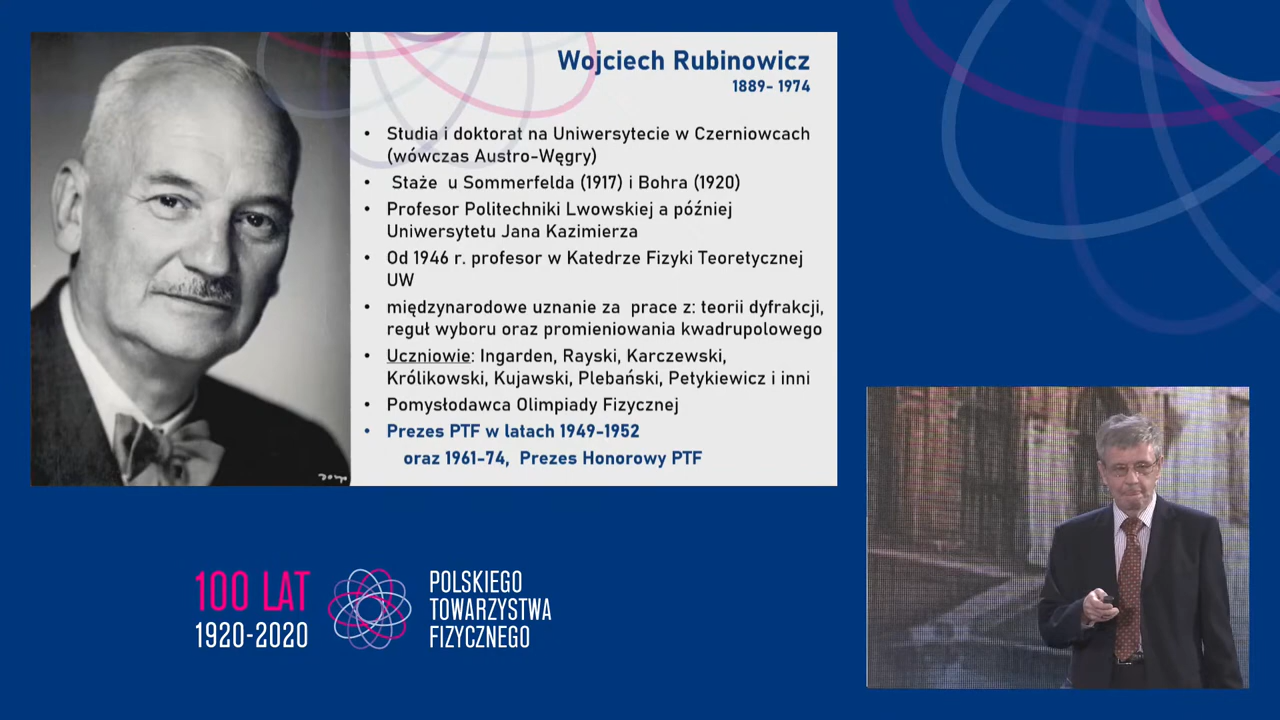 Wojciech Rubinowicz
1889- 1974
• Studia i doktorat na Uniwersytecie w Czerniowcach
(wówczas Austro-Węgry)
• Staże u Sommerfelda (1917) i Bohra (1920)
• Profesor Politechniki Lwowskiej a później
Uniwersytetu Jana Kazimierza
• Od 1946 r. profesor w Katedrze Fizyki Teoretycznej
UW
• międzynarodowe uznanie za prace z: teorii dyfrakcji,
reguł wyboru oraz promieniowania kwadrupolowego
• Uczniowie: Ingarden, Rayski, Karczewski,
Królikowski, Kujawski, Plebański, Petykiewicz i inni
• Pomysłodawca Olimpiady Fizycznej
• Prezes PTF w latach 1949-1952
oraz 1961-74, Prezes Honorowy PTF
100 LAT
1920-2020
POLSKIEGO
TOWARZYSTWA
FIZYCZNEGO